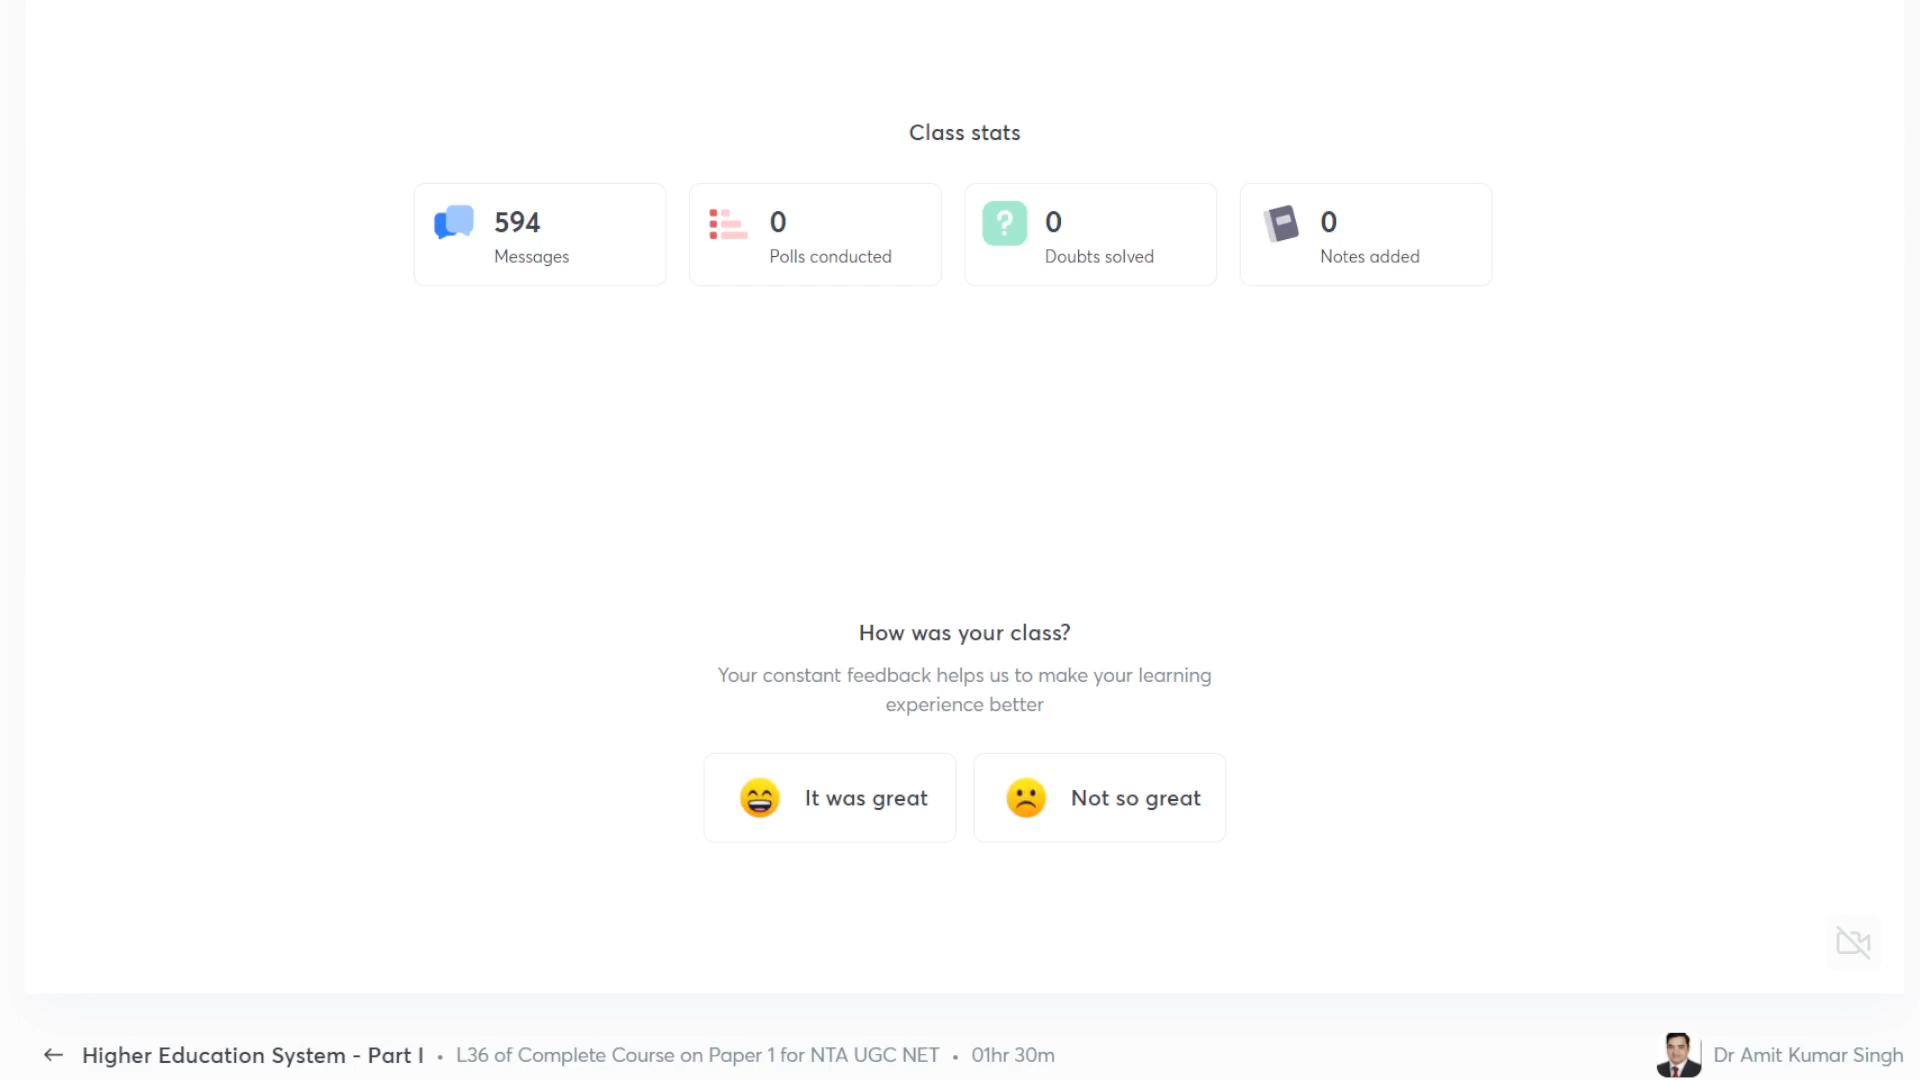 Class stats
594
Messages
0
Polls conducted
0
Doubts solved
0
Notes added
How was your class?
Your constant feedback helps us to make your learning
experience better
It was great
Not so great
Higher Education System - Part I • L36 of Complete Course on Paper 1 for NTA UGC NET • 01hr 30m
Dr Amit Kumar Singh